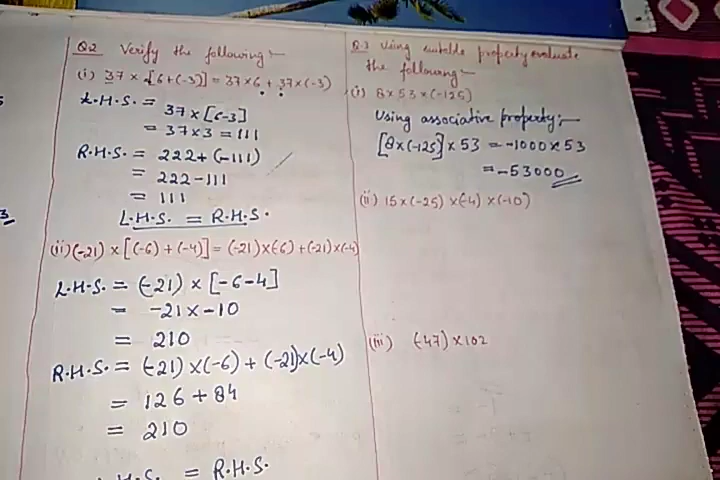 Q.2 Verify the following :-
(i) 37 × [6+(-3)] = 37×6 + 37×(-3)
L.H.S. = 37×[6-3]
= 37×3 = 111
R.H.S. = 222+(-111)
= 222-111
= 111
L.H.S. = R.H.S.
(ii) (-21) × [(-6) + (-4)] = (-21)×(-6) + (-21)×(-4)
L.H.S. = (-21) × [-6-4]
= -21×-10
= 210
R.H.S. = (-21)×(-6) + (-21)×(-4)
= 126 + 84
= 210
L.H.S. = R.H.S.
Q.3 Using suitable property evaluate
the following :-
(i) 8×53×(-125)
Using associative property :-
[8×(-125)]×53 = -1000×53
= -53000
(ii) 15×(-25)×(-4)×(-10)
(iii) (-47)×102
3